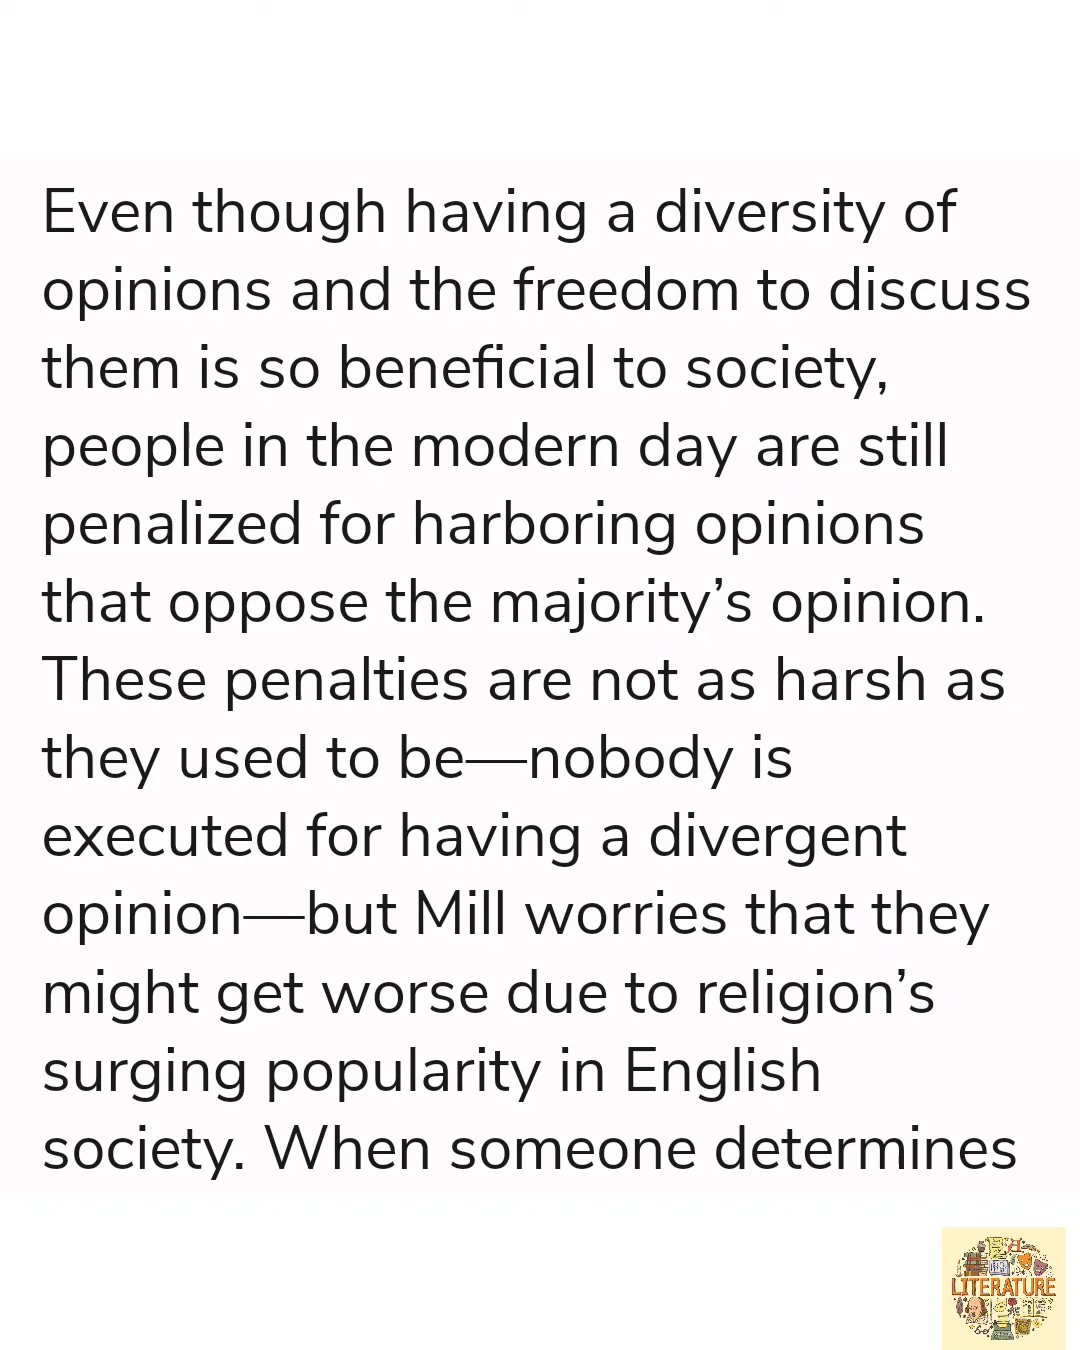 Even though having a diversity of
opinions and the freedom to discuss
them is so beneficial to society,
people in the modern day are still
penalized for harboring opinions
that oppose the majority’s opinion.
These penalties are not as harsh as
they used to be—nobody is
executed for having a divergent
opinion—but Mill worries that they
might get worse due to religion’s
surging popularity in English
society. When someone determines
LITERATURE